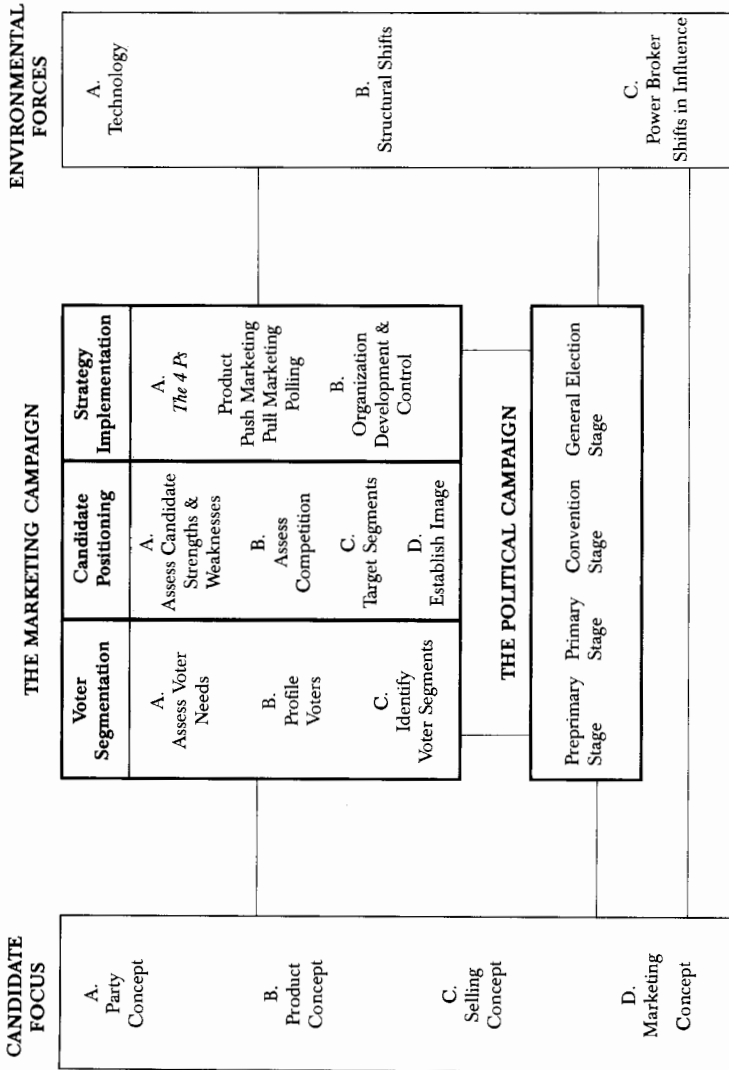 CANDIDATE
FOCUS
A.
Party
Concept
B.
Product
Concept
C.
Selling
Concept
D.
Marketing
Concept
THE MARKETING CAMPAIGN
Voter
Segmentation
A.
Assess Voter
Needs
B.
Profile
Voters
C.
Identify
Voter Segments
Candidate
Positioning
A.
Assess Candidate
Strengths &
Weaknesses
B.
Assess
Competition
C.
Target Segments
D.
Establish Image
Strategy
Implementation
A.
The 4 Ps
Product
Push Marketing
Pull Marketing
Polling
B.
Organization
Development &
Control
THE POLITICAL CAMPAIGN
Preprimary
Stage
Primary
Stage
Convention
Stage
General Election
Stage
ENVIRONMENTAL
FORCES
A.
Technology
B.
Structural Shifts
C.
Power Broker
Shifts in Influence